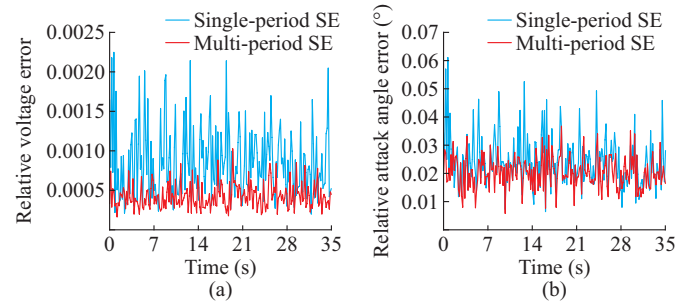 Single-period SE
Multi-period SE
Relative voltage error
0.0025
0.0020
0.0015
0.0010
0.0005
0 7 14 21 28 35
Time (s)
(a)
Single-period SE
Multi-period SE
Relative attack angle error (°)
0.07
0.06
0.05
0.04
0.03
0.02
0.01
0 7 14 21 28 35
Time (s)
(b)